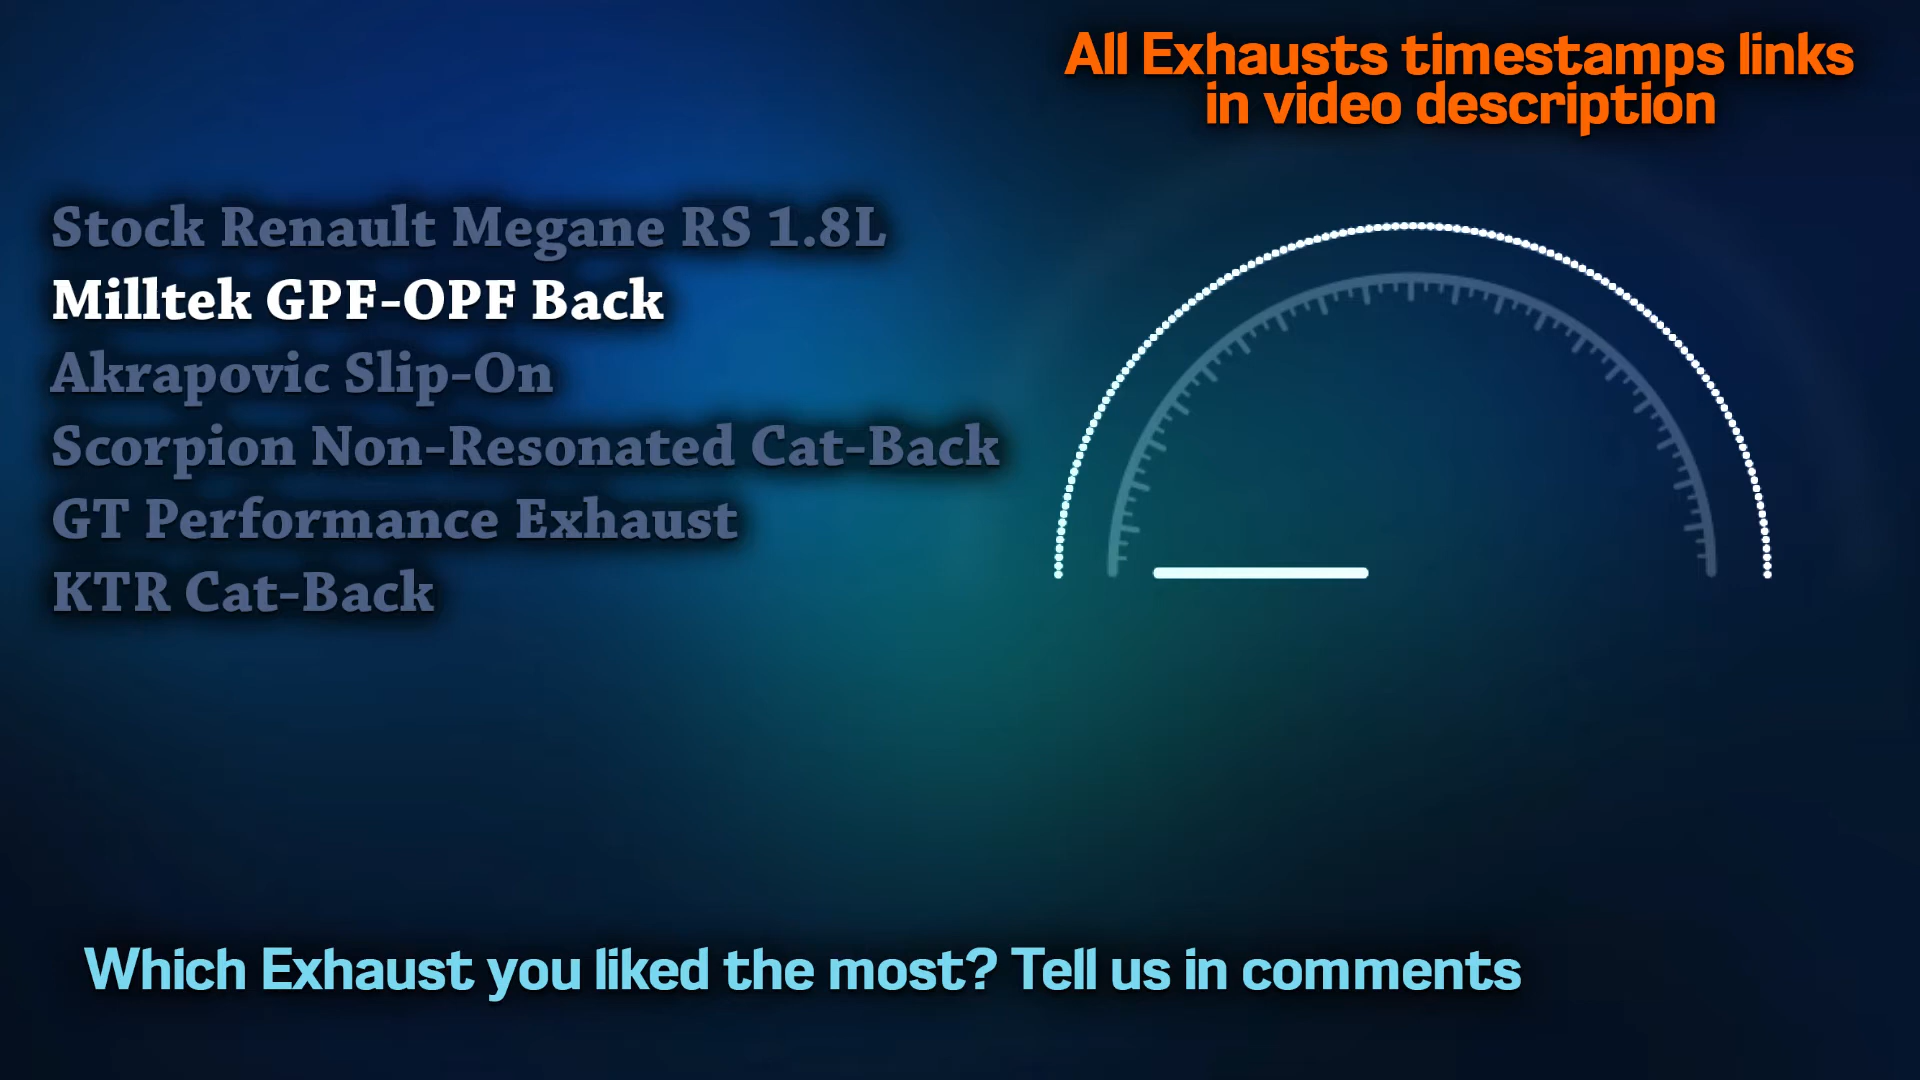 All Exhausts timestamps links
in video description
Stock Renault Megane RS 1.8L
Milltek GPF-OPF Back
Akrapovic Slip-On
Scorpion Non-Resonated Cat-Back
GT Performance Exhaust
KTR Cat-Back
Which Exhaust you liked the most? Tell us in comments